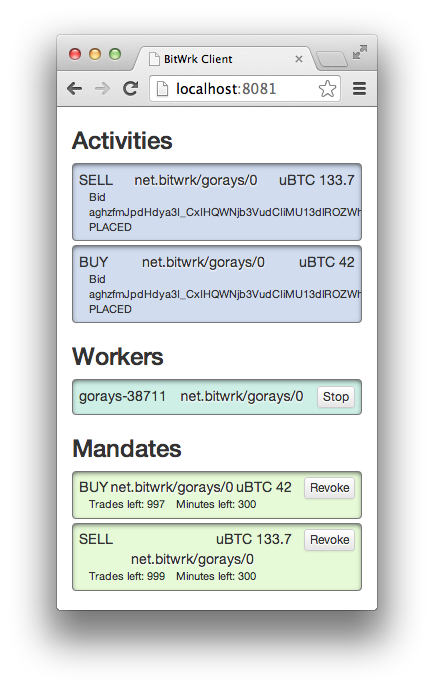 BitWrk Client
localhost:8081
Activities
SELL net.bitwrk/gorays/0 uBTC 133.7
Bid
PLACED
BUY net.bitwrk/gorays/0 uBTC 42
Bid
PLACED
Workers
gorays-38711 net.bitwrk/gorays/0 Stop
Mandates
BUY net.bitwrk/gorays/0 uBTC 42 Revoke
Trades left: 997 Minutes left: 300
SELL uBTC 133.7 Revoke
net.bitwrk/gorays/0
Trades left: 999 Minutes left: 300